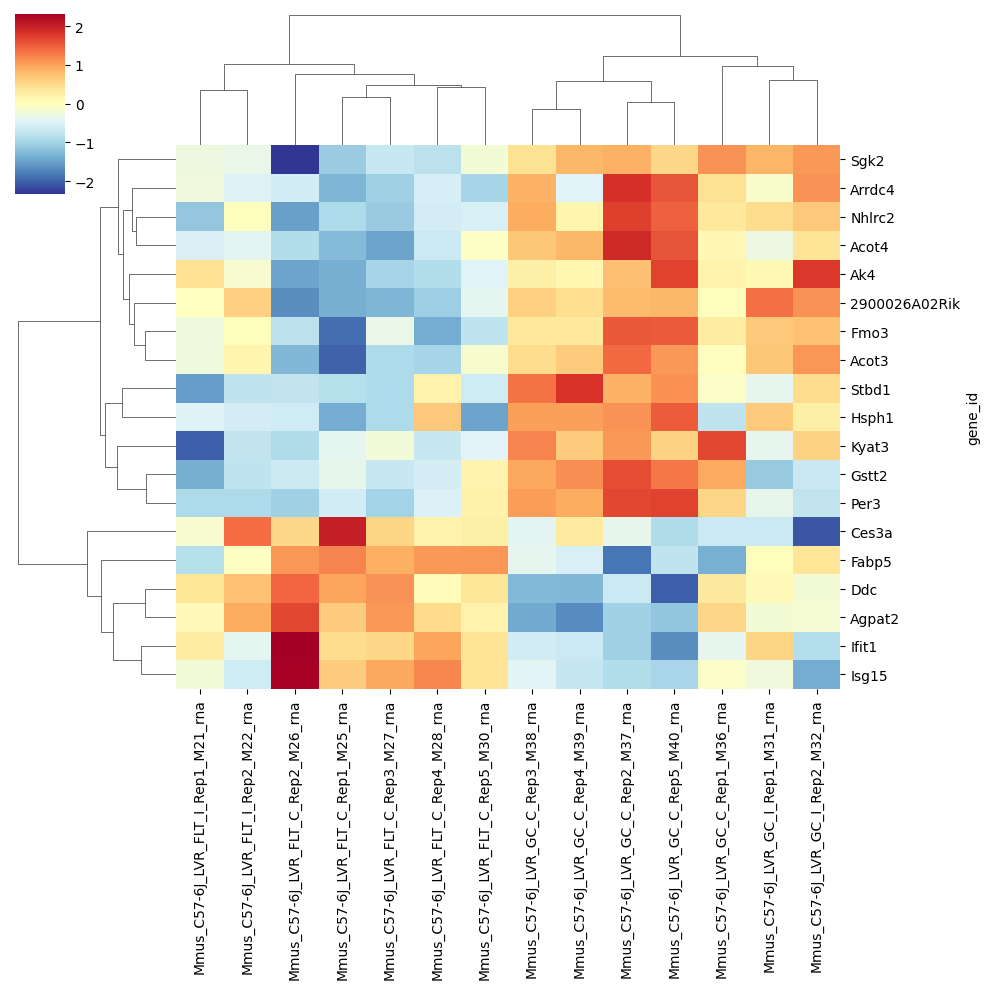 2
1
0
−1
−2
Sgk2
Arrdc4
Nhlrc2
Acot4
Ak4
2900026A02Rik
Fmo3
Acot3
Stbd1
Hsph1
Kyat3
Gstt2
Per3
Ces3a
Fabp5
Ddc
Agpat2
Ifit1
Isg15
gene_id
Mmus_C57-6J_LVR_FLT_I_Rep1_M21_rna
Mmus_C57-6J_LVR_FLT_I_Rep2_M22_rna
Mmus_C57-6J_LVR_FLT_C_Rep2_M26_rna
Mmus_C57-6J_LVR_FLT_C_Rep1_M25_rna
Mmus_C57-6J_LVR_FLT_C_Rep3_M27_rna
Mmus_C57-6J_LVR_FLT_C_Rep4_M28_rna
Mmus_C57-6J_LVR_FLT_C_Rep5_M30_rna
Mmus_C57-6J_LVR_GC_C_Rep3_M38_rna
Mmus_C57-6J_LVR_GC_C_Rep4_M39_rna
Mmus_C57-6J_LVR_GC_C_Rep2_M37_rna
Mmus_C57-6J_LVR_GC_C_Rep5_M40_rna
Mmus_C57-6J_LVR_GC_C_Rep1_M36_rna
Mmus_C57-6J_LVR_GC_I_Rep1_M31_rna
Mmus_C57-6J_LVR_GC_I_Rep2_M32_rna